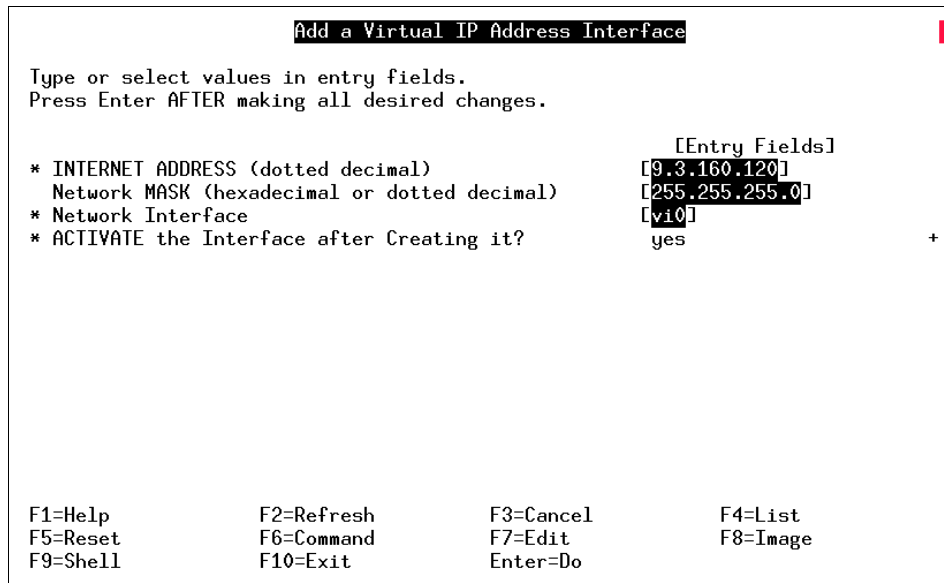 Add a Virtual IP Address Interface
Type or select values in entry fields.
Press Enter AFTER making all desired changes.
[Entry Fields]
* INTERNET ADDRESS (dotted decimal) [9.3.160.120]
Network MASK (hexadecimal or dotted decimal) [255.255.255.0]
* Network Interface [vi0]
* ACTIVATE the Interface after Creating it? yes +
F1=Help F2=Refresh F3=Cancel F4=List
F5=Reset F6=Command F7=Edit F8=Image
F9=Shell F10=Exit Enter=Do